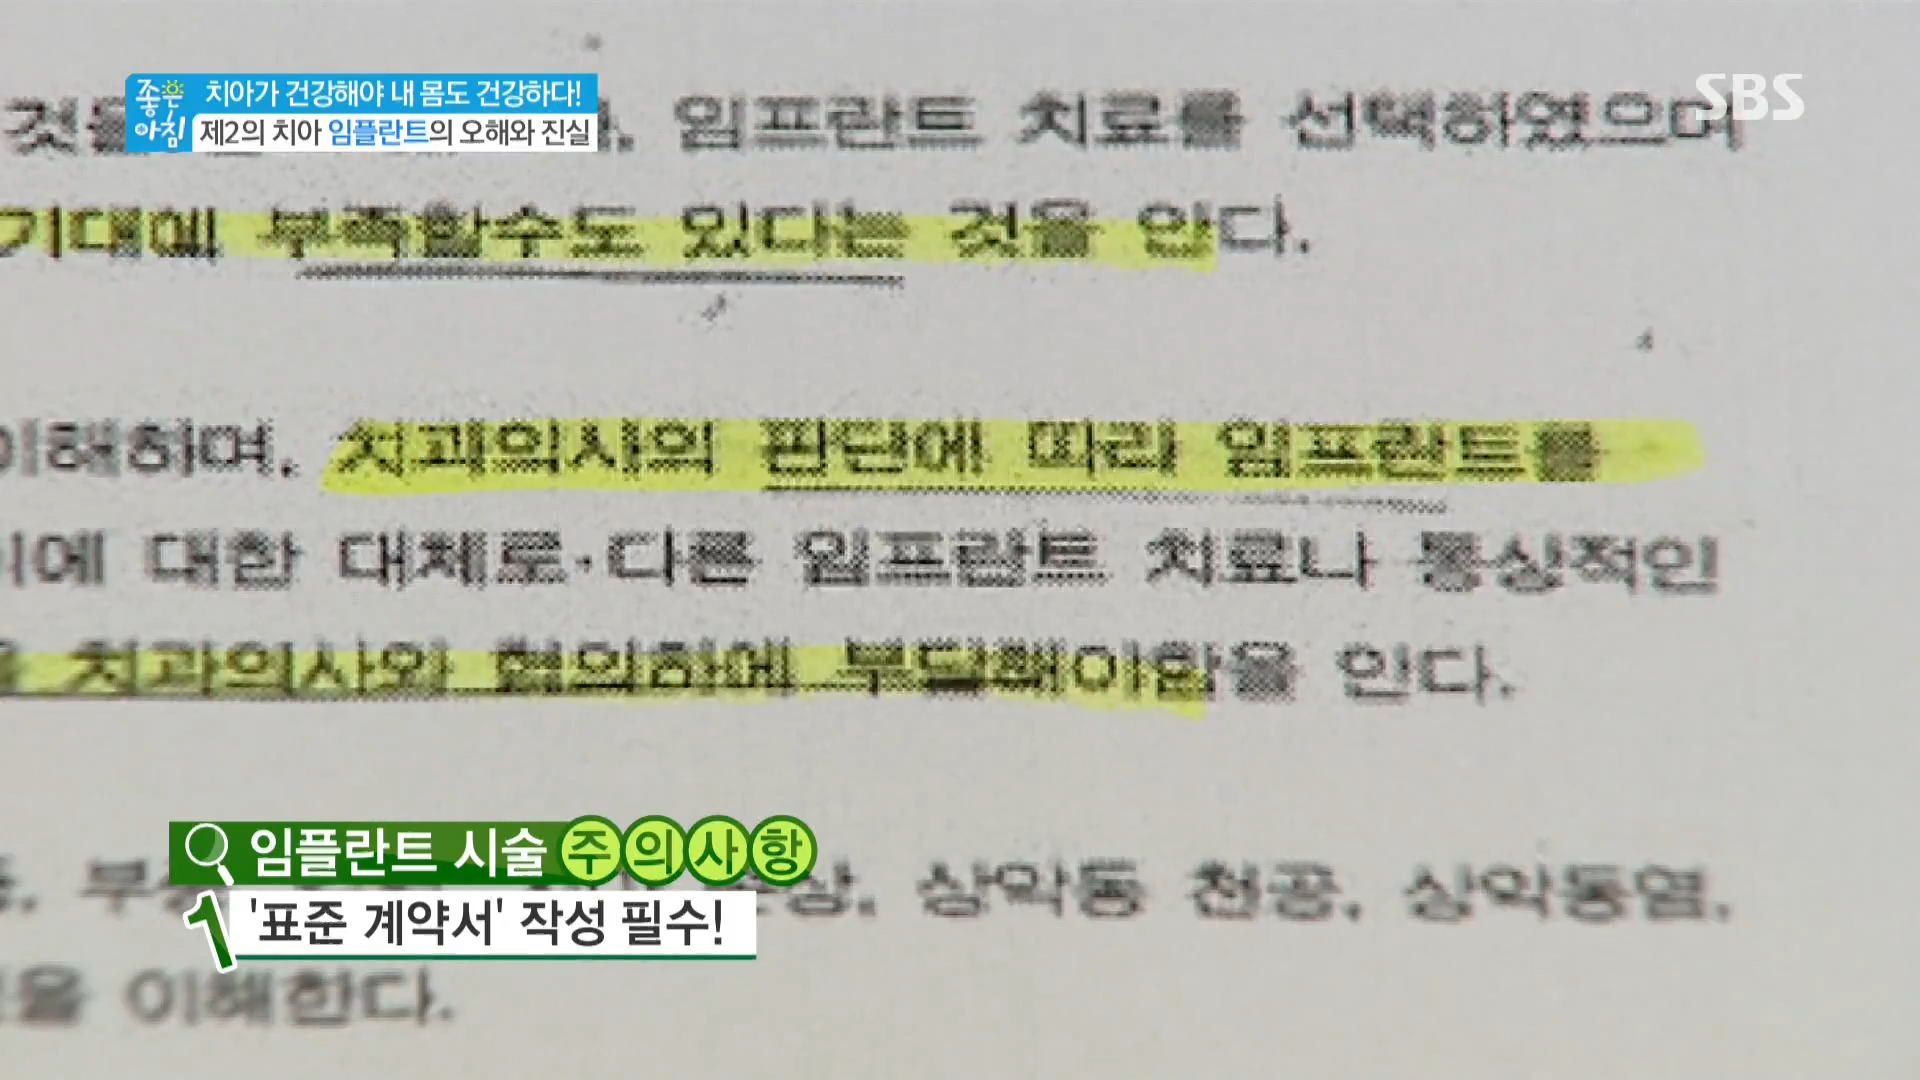 좋은
아침
치아가 건강해야 내 몸도 건강하다!
제2의 치아 임플란트의 오해와 진실
SBS
임프란트 치료를 선택하였으며
기대에 부족할수도 있다는 것을 안다.
이해하며, 치과의사의 판단에 따라 임프란트를
이에 대한 대체로·다른 임프란트 치료나 통상적인
치과의사와 협의하에 부담해야함을 안다.
임플란트 시술 주의사항
1 '표준 계약서' 작성 필수!
상악동 천공, 상악동염,
이해한다.